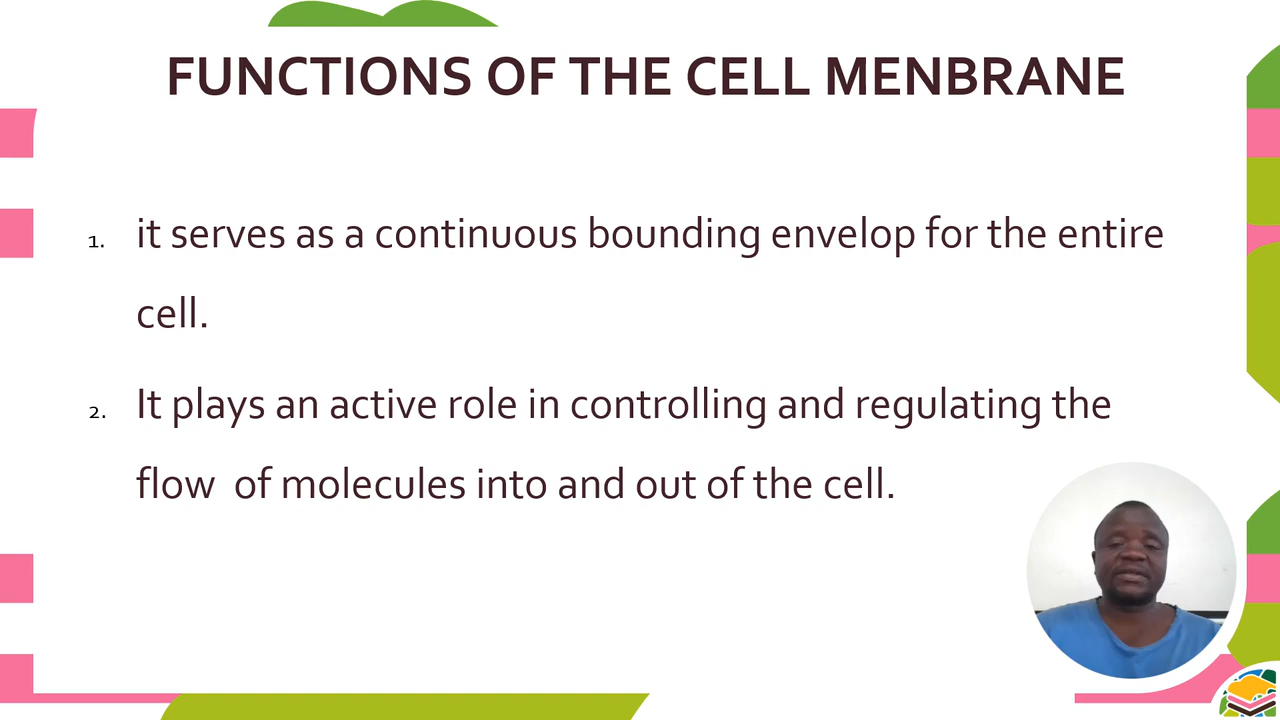 FUNCTIONS OF THE CELL MENBRANE
1. it serves as a continuous bounding envelop for the entire
cell.
2. It plays an active role in controlling and regulating the
flow  of molecules into and out of the cell.